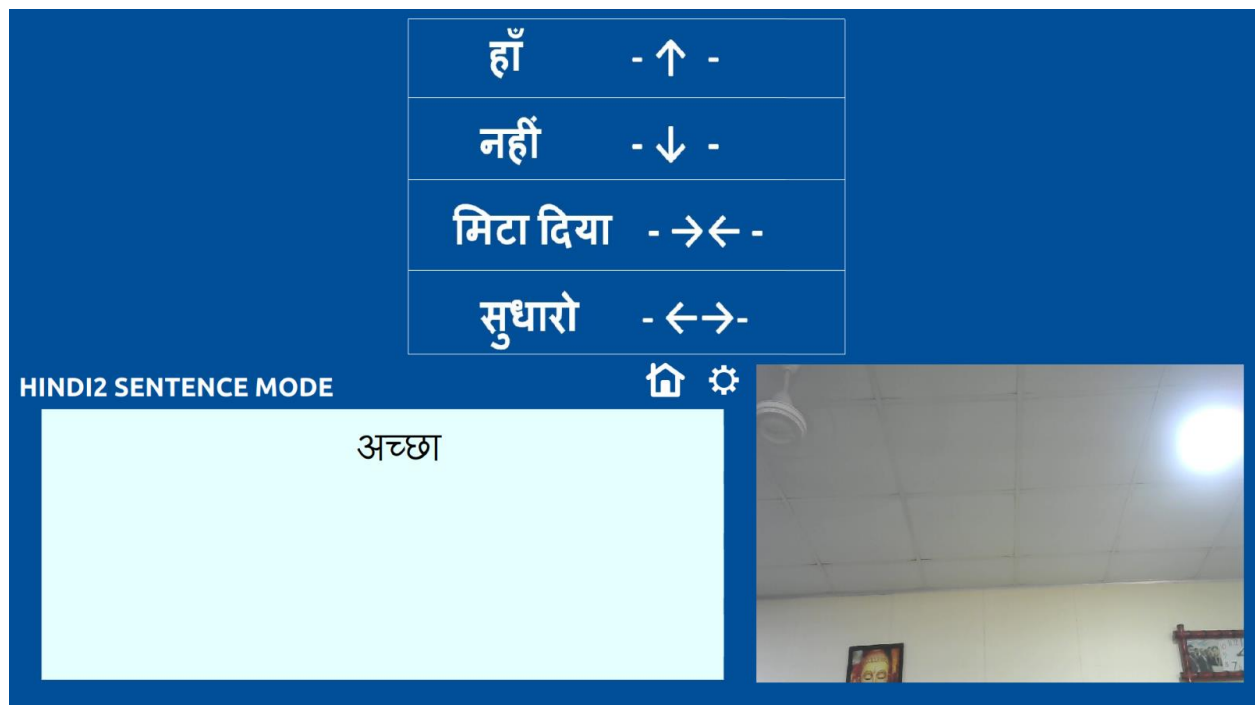 हाँ - ↑ -
नहीं - ↓ -
मिटा दिया - →← -
सुधारो - ←→-
HINDI2 SENTENCE MODE
अच्छा